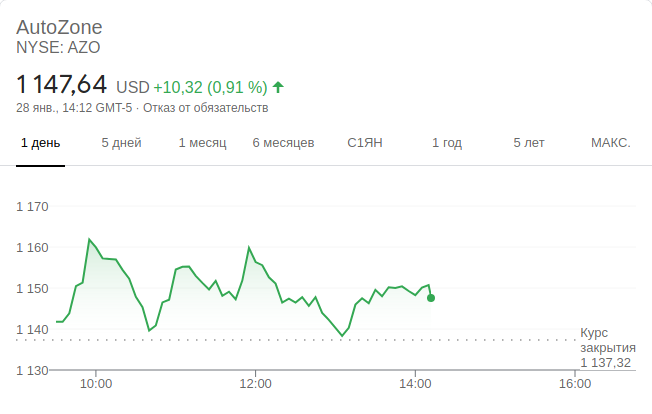 AutoZone
NYSE: AZO
1 147,64 USD +10,32 (0,91 %)
28 янв., 14:12 GMT-5 · Отказ от обязательств
1 день 5 дней 1 месяц 6 месяцев С1ЯН 1 год 5 лет МАКС.
1 170
1 160
1 150
1 140
Курс
закрытия
1 137,32
1 130
10:00 12:00 14:00 16:00